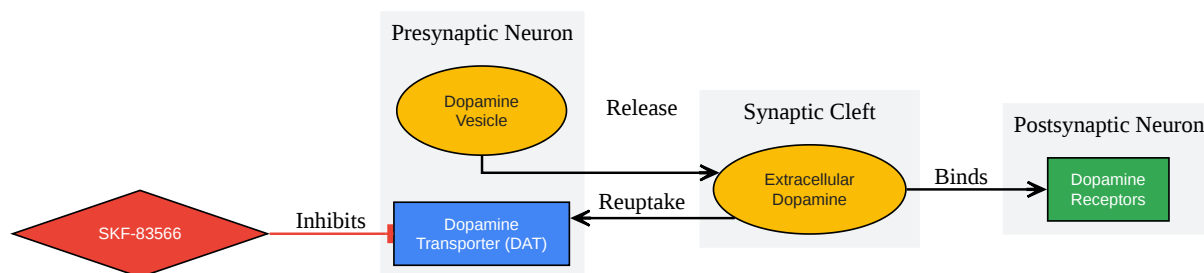 Presynaptic Neuron
Dopamine
Vesicle
Release
Synaptic Cleft
Postsynaptic Neuron
Extracellular
Dopamine
Binds
Dopamine
Receptors
Reuptake
SKF-83566
Inhibits
Dopamine
Transporter (DAT)